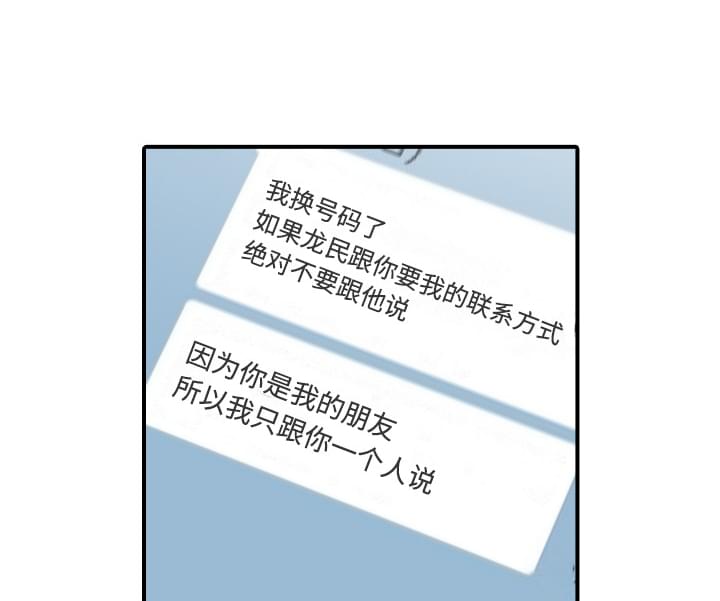 我换号码了
如果龙民跟你要我的联系方式
绝对不要跟他说
因为你是我的朋友
所以我只跟你一个人说